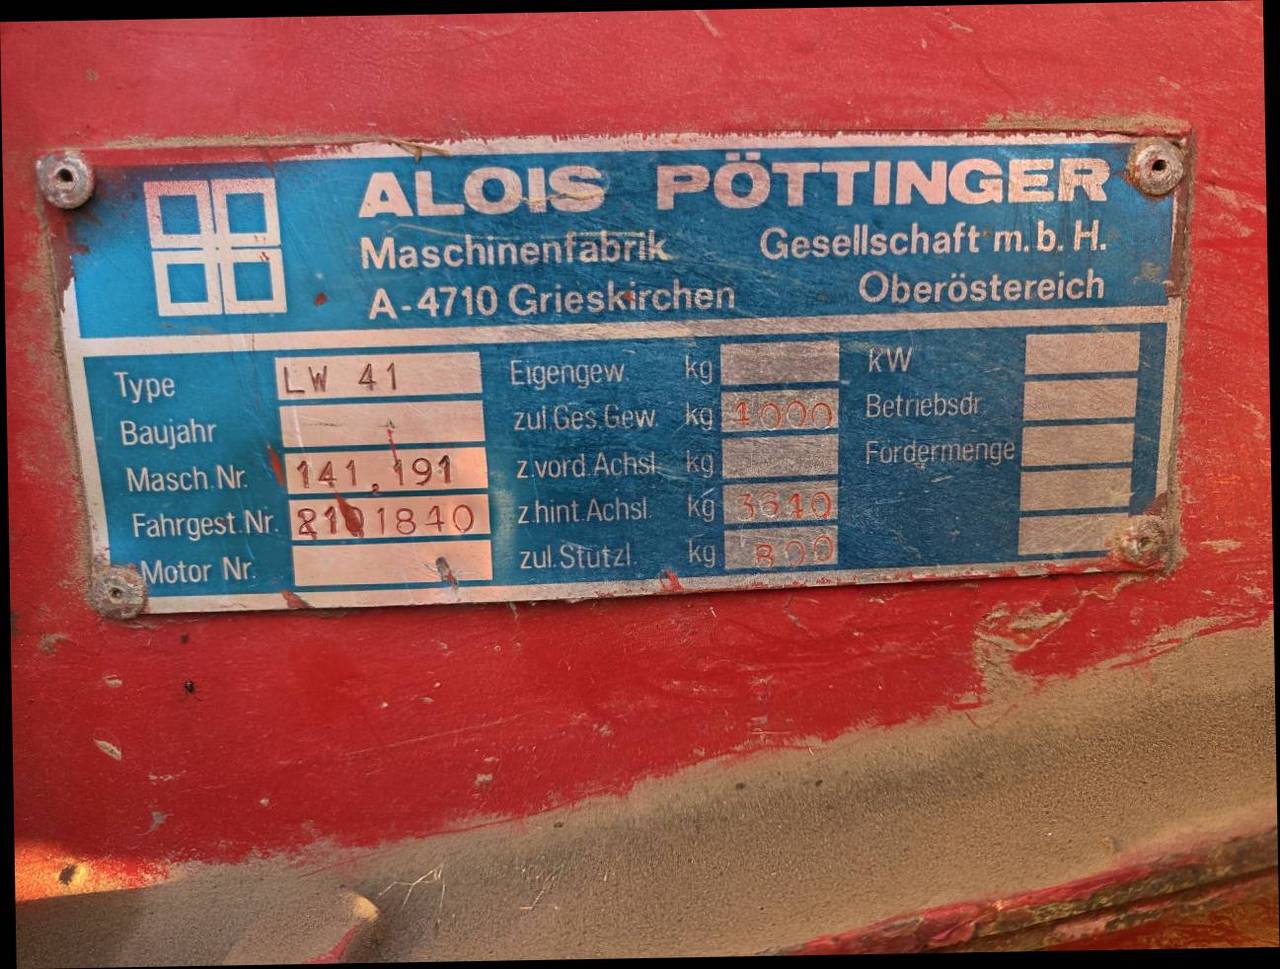 ALOIS PÖTTINGER
Maschinenfabrik Gesellschaft m.b.H.
A-4710 Grieskirchen Oberöstereich
Type LW 41 Eigengew. kg kW
Baujahr zul.Ges.Gew. kg 4000 Betriebsdr.
Masch.Nr. 141.191 z.vord.Achsl. kg Fördermenge
Fahrgest.Nr. 2101840 z.hint.Achsl. kg 3610
Motor Nr. zul.Stützl. kg 800